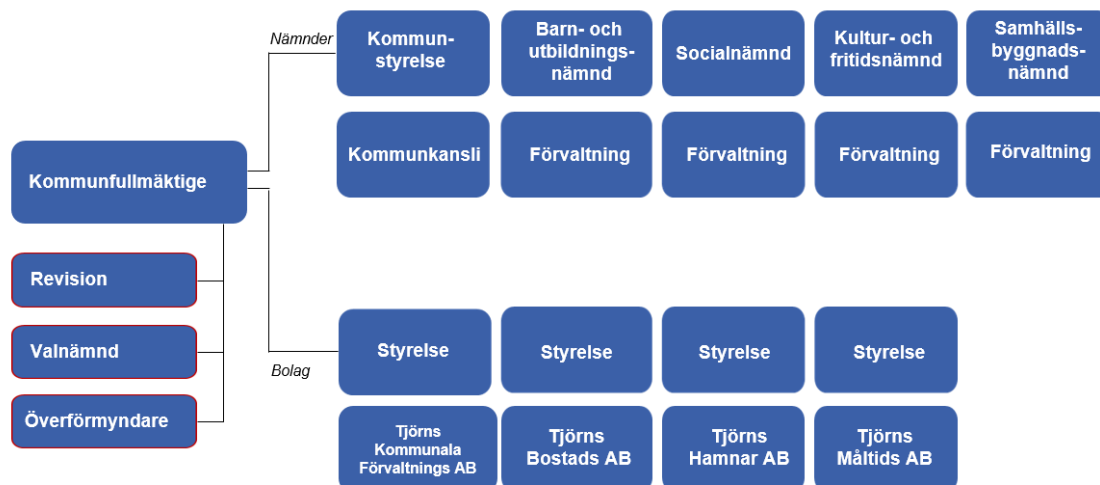 Nämnder
Kommun-
styrelse
Barn- och
utbildnings-
nämnd
Socialnämnd
Kultur- och
fritidsnämnd
Samhälls-
byggnads-
nämnd
Kommunkansli
Förvaltning
Förvaltning
Förvaltning
Förvaltning
Kommunfullmäktige
Revision
Valnämnd
Överförmyndare
Bolag
Styrelse
Styrelse
Styrelse
Styrelse
Tjörns
Kommunala
Förvaltnings AB
Tjörns
Bostads AB
Tjörns
Hamnar AB
Tjörns
Måltids AB